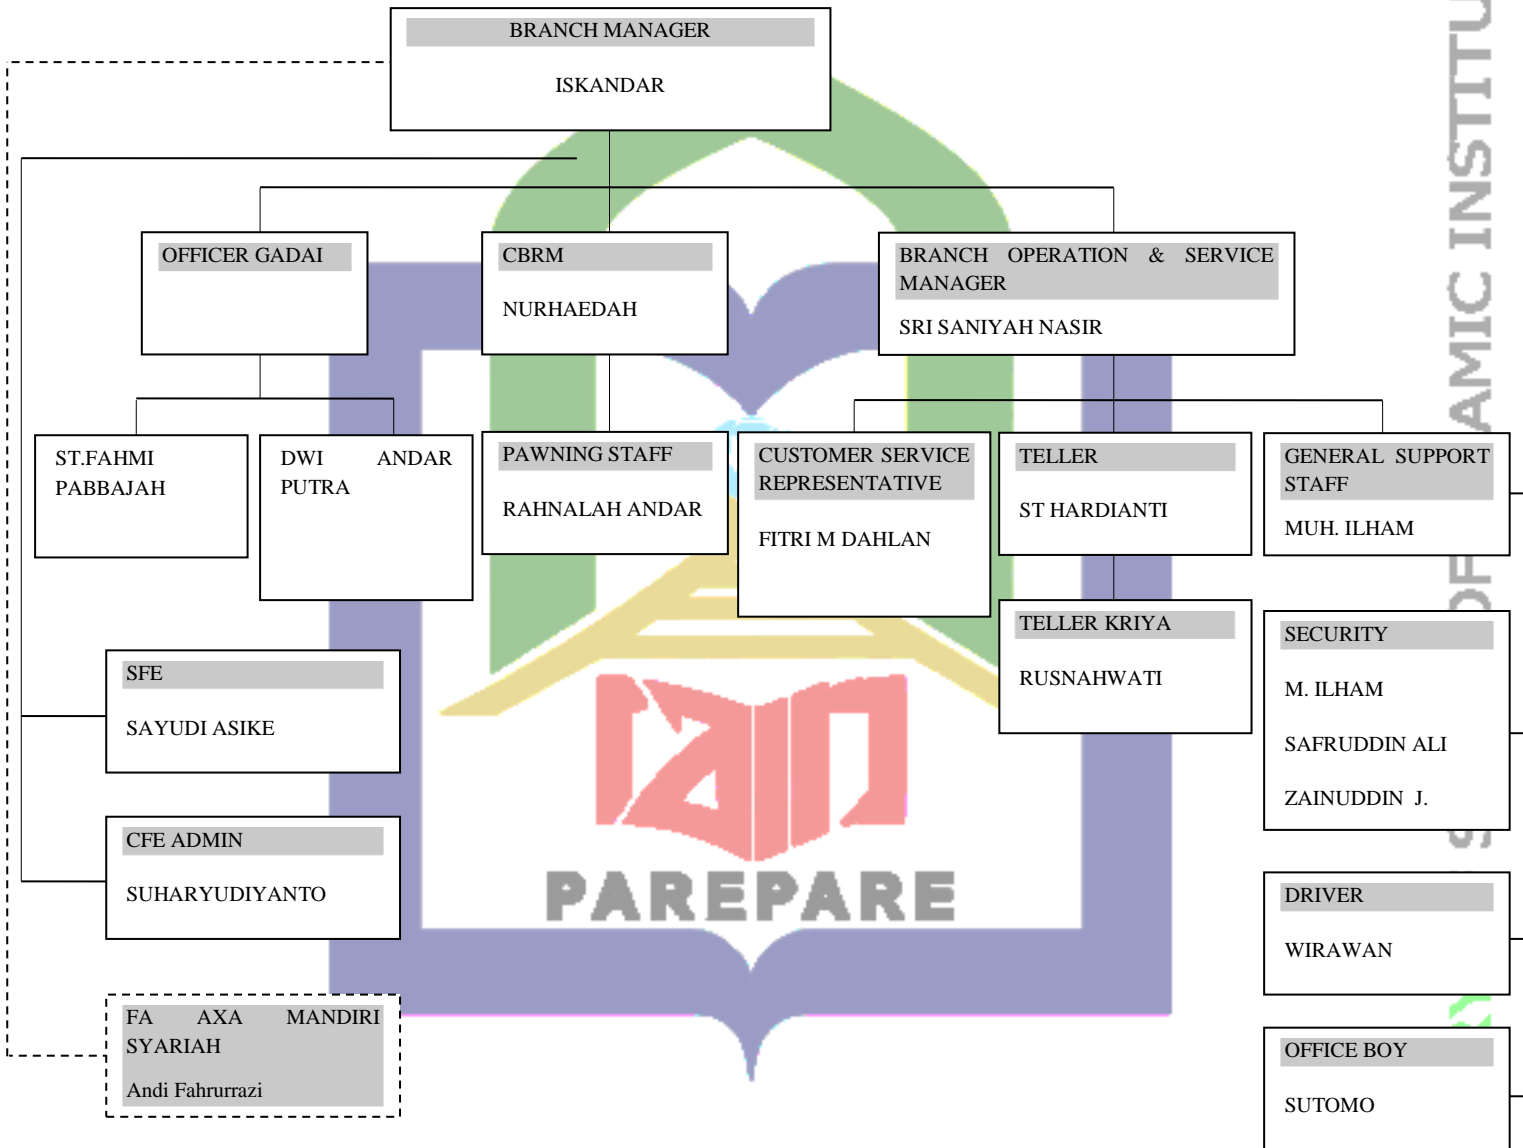 BRANCH MANAGER
ISKANDAR
OFFICER GADAI
CBRM
NURHAEDAH
BRANCH OPERATION & SERVICE
MANAGER
SRI SANIYAH NASIR
ST.FAHMI
PABBAJAH
DWI ANDAR
PUTRA
PAWNING STAFF
RAHNALAH ANDAR
CUSTOMER SERVICE
REPRESENTATIVE
FITRI M DAHLAN
TELLER
ST HARDIANTI
GENERAL SUPPORT
STAFF
MUH. ILHAM
TELLER KRIYA
RUSNAHWATI
SECURITY
M. ILHAM
SAFRUDDIN ALI
ZAINUDDIN J.
SFE
SAYUDI ASIKE
CFE ADMIN
SUHARYUDIYANTO
DRIVER
WIRAWAN
FA AXA MANDIRI
SYARIAH
Andi Fahrurrazi
OFFICE BOY
SUTOMO
PAREPARE
AMIC INSTITU